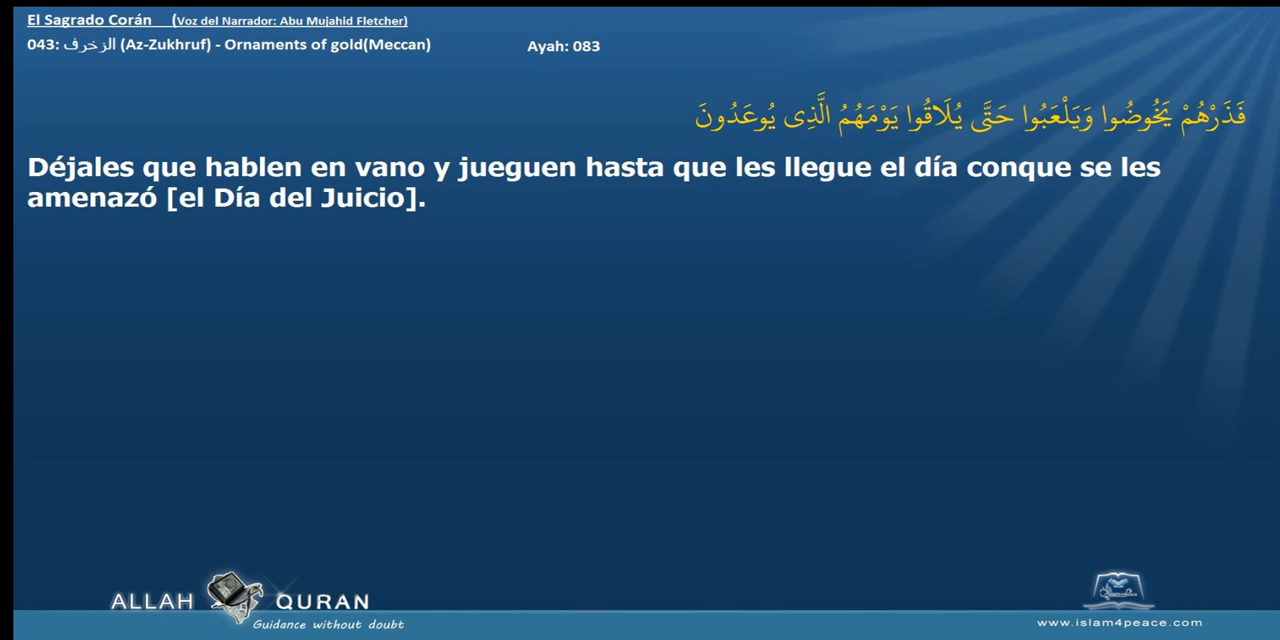 El Sagrado Corán (Voz del Narrador: Abu Mujahid Fletcher)
043: الزخرف (Az-Zukhruf) - Ornaments of gold(Meccan) Ayah: 083
فَذَرْهُمْ يَخُوضُوا وَيَلْعَبُوا حَتَّى يُلَاقُوا يَوْمَهُمُ الَّذِى يُوعَدُونَ
Déjales que hablen en vano y jueguen hasta que les llegue el día conque se les
amenazó [el Día del Juicio].
ALLAH QURAN
Guidance without doubt
www.islam4peace.com